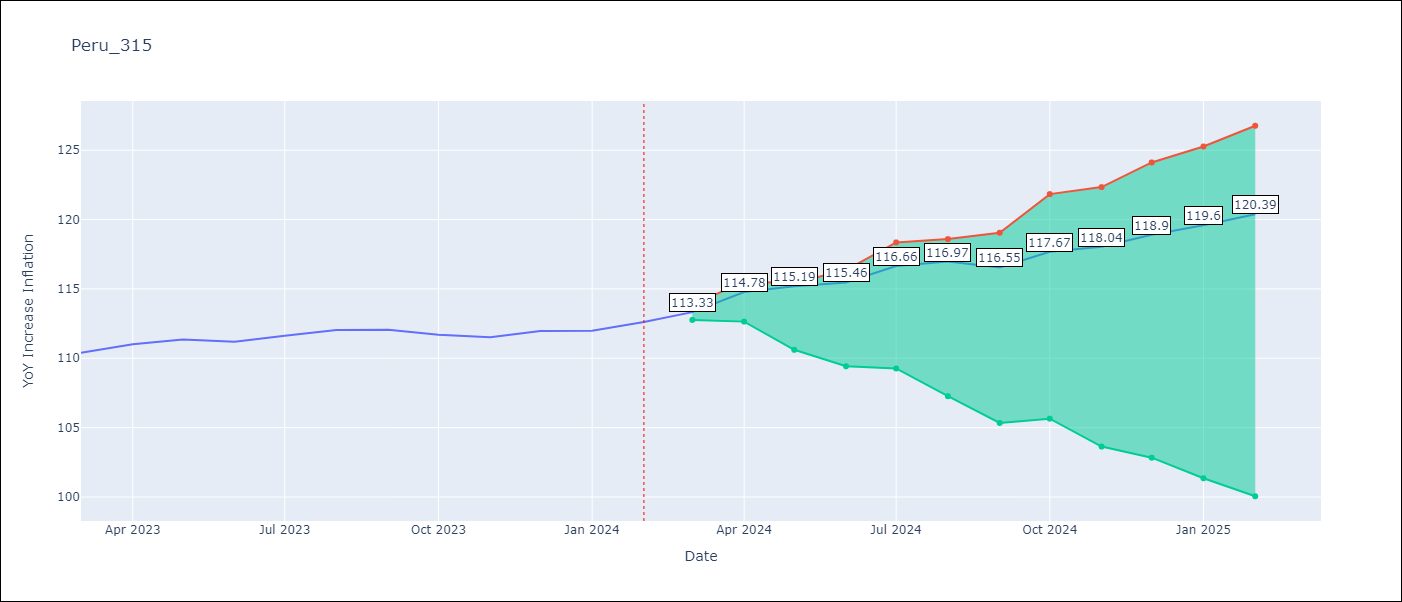 Peru_315
YoY Increase Inflation
125
120
115
110
105
100
113.33
114.78
115.19
115.46
116.66
116.97
116.55
117.67
118.04
118.9
119.6
120.39
Apr 2023
Jul 2023
Oct 2023
Jan 2024
Apr 2024
Jul 2024
Oct 2024
Jan 2025
Date